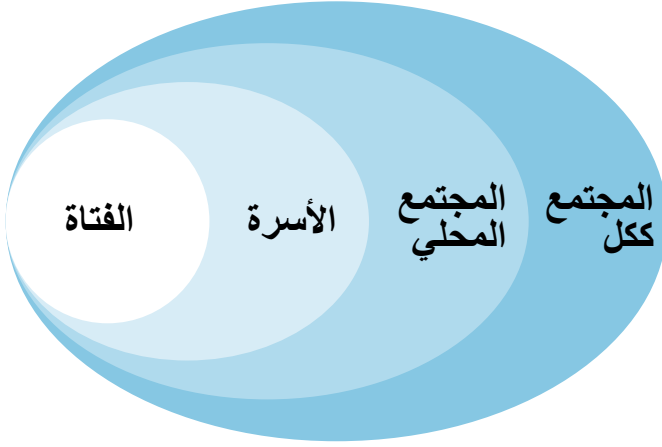 الفتاة
الأسرة
المجتمع
المحلي
المجتمع
ككل